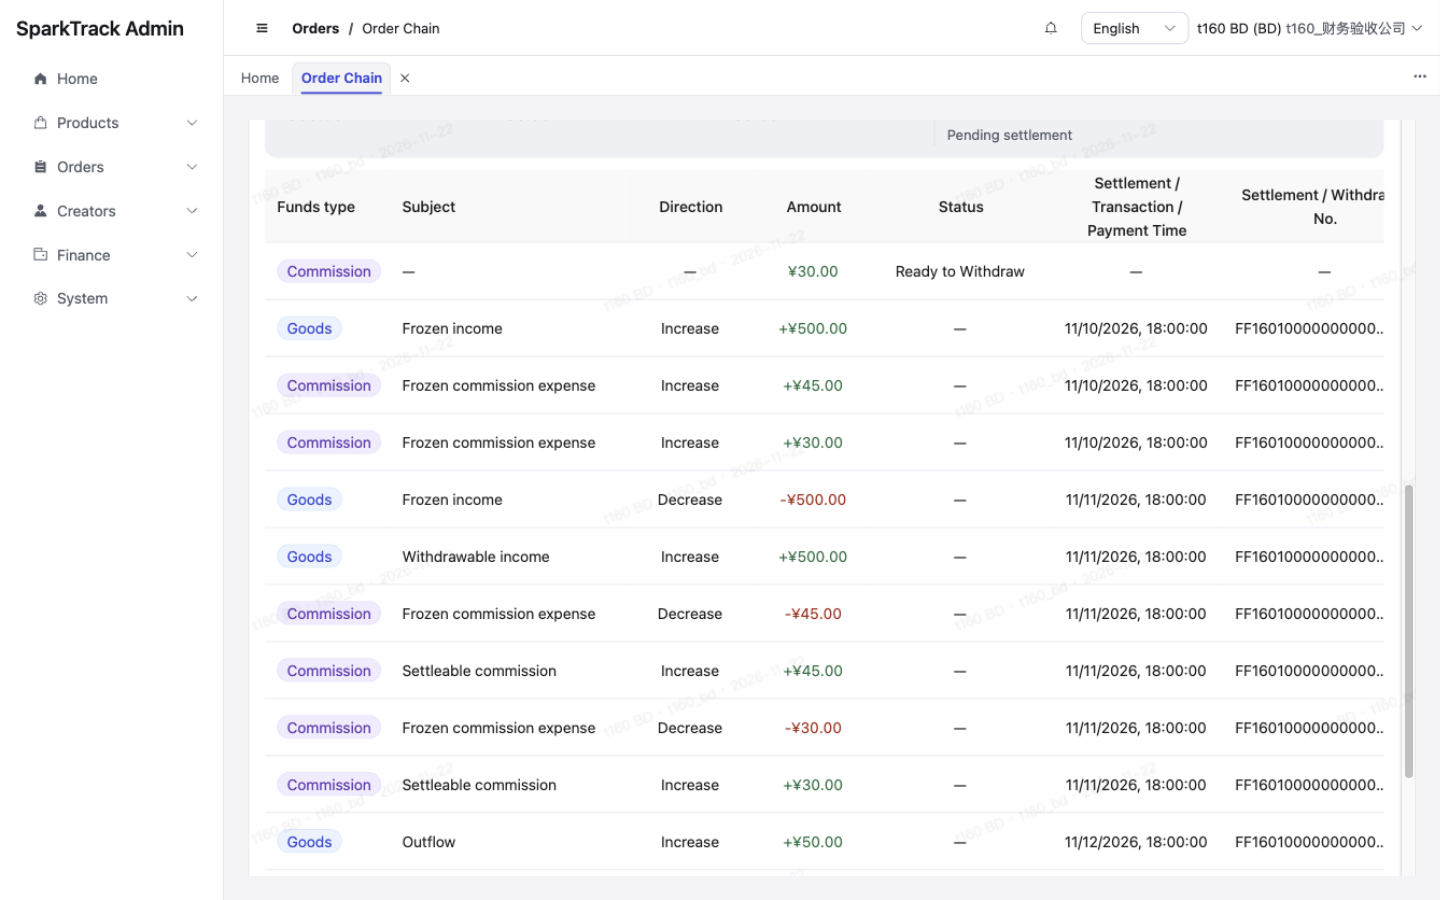 SparkTrack Admin
Orders / Order Chain
English
t160 BD (BD) t160_财务验收公司
Home
Products
Orders
Creators
Finance
System
Home
Order Chain
Pending settlement
Funds type
Subject
Direction
Amount
Status
Settlement /
Transaction /
Payment Time
Settlement / Withdra
No.
Commission — — ¥30.00 Ready to Withdraw — —
Goods Frozen income Increase +¥500.00 — 11/10/2026, 18:00:00 FF16010000000000..
Commission Frozen commission expense Increase +¥45.00 — 11/10/2026, 18:00:00 FF16010000000000..
Commission Frozen commission expense Increase +¥30.00 — 11/10/2026, 18:00:00 FF16010000000000..
Goods Frozen income Decrease -¥500.00 — 11/11/2026, 18:00:00 FF16010000000000..
Goods Withdrawable income Increase +¥500.00 — 11/11/2026, 18:00:00 FF16010000000000..
Commission Frozen commission expense Decrease -¥45.00 — 11/11/2026, 18:00:00 FF16010000000000..
Commission Settleable commission Increase +¥45.00 — 11/11/2026, 18:00:00 FF16010000000000..
Commission Frozen commission expense Decrease -¥30.00 — 11/11/2026, 18:00:00 FF16010000000000..
Commission Settleable commission Increase +¥30.00 — 11/11/2026, 18:00:00 FF16010000000000..
Goods Outflow Increase +¥50.00 — 11/12/2026, 18:00:00 FF16010000000000..
t160 BD · t160_bd · 2026-11-22